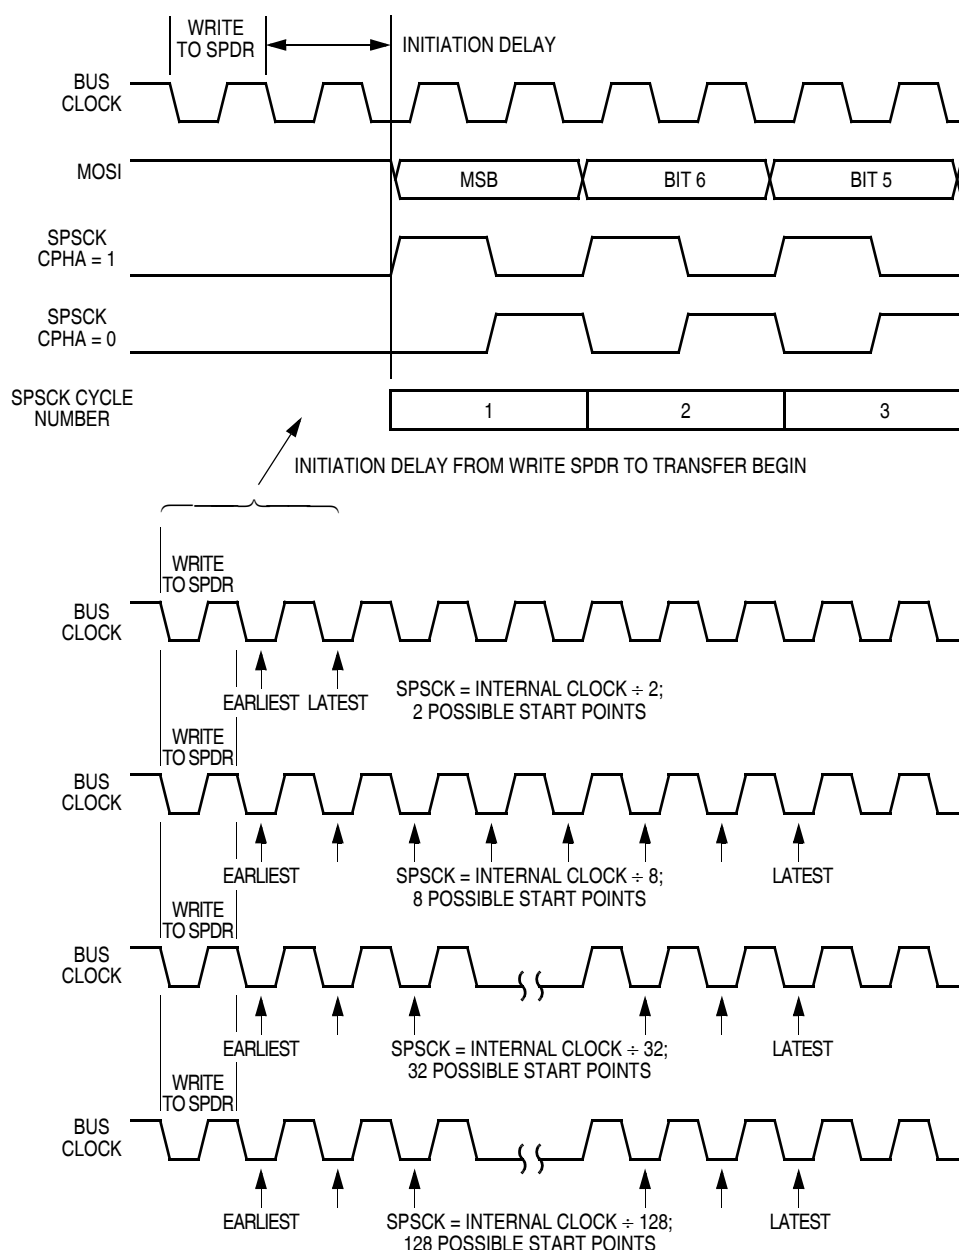 WRITE
TO SPDR
INITIATION DELAY
BUS
CLOCK
MOSI
MSB
BIT 6
BIT 5
SPSCK
CPHA = 1
SPSCK
CPHA = 0
SPSCK CYCLE
NUMBER
1
2
3
INITIATION DELAY FROM WRITE SPDR TO TRANSFER BEGIN
WRITE
TO SPDR
BUS
CLOCK
EARLIEST
LATEST
SPSCK = INTERNAL CLOCK ÷ 2;
2 POSSIBLE START POINTS
WRITE
TO SPDR
BUS
CLOCK
EARLIEST
SPSCK = INTERNAL CLOCK ÷ 8;
8 POSSIBLE START POINTS
LATEST
WRITE
TO SPDR
BUS
CLOCK
EARLIEST
SPSCK = INTERNAL CLOCK ÷ 32;
32 POSSIBLE START POINTS
LATEST
WRITE
TO SPDR
BUS
CLOCK
EARLIEST
SPSCK = INTERNAL CLOCK ÷ 128;
128 POSSIBLE START POINTS
LATEST